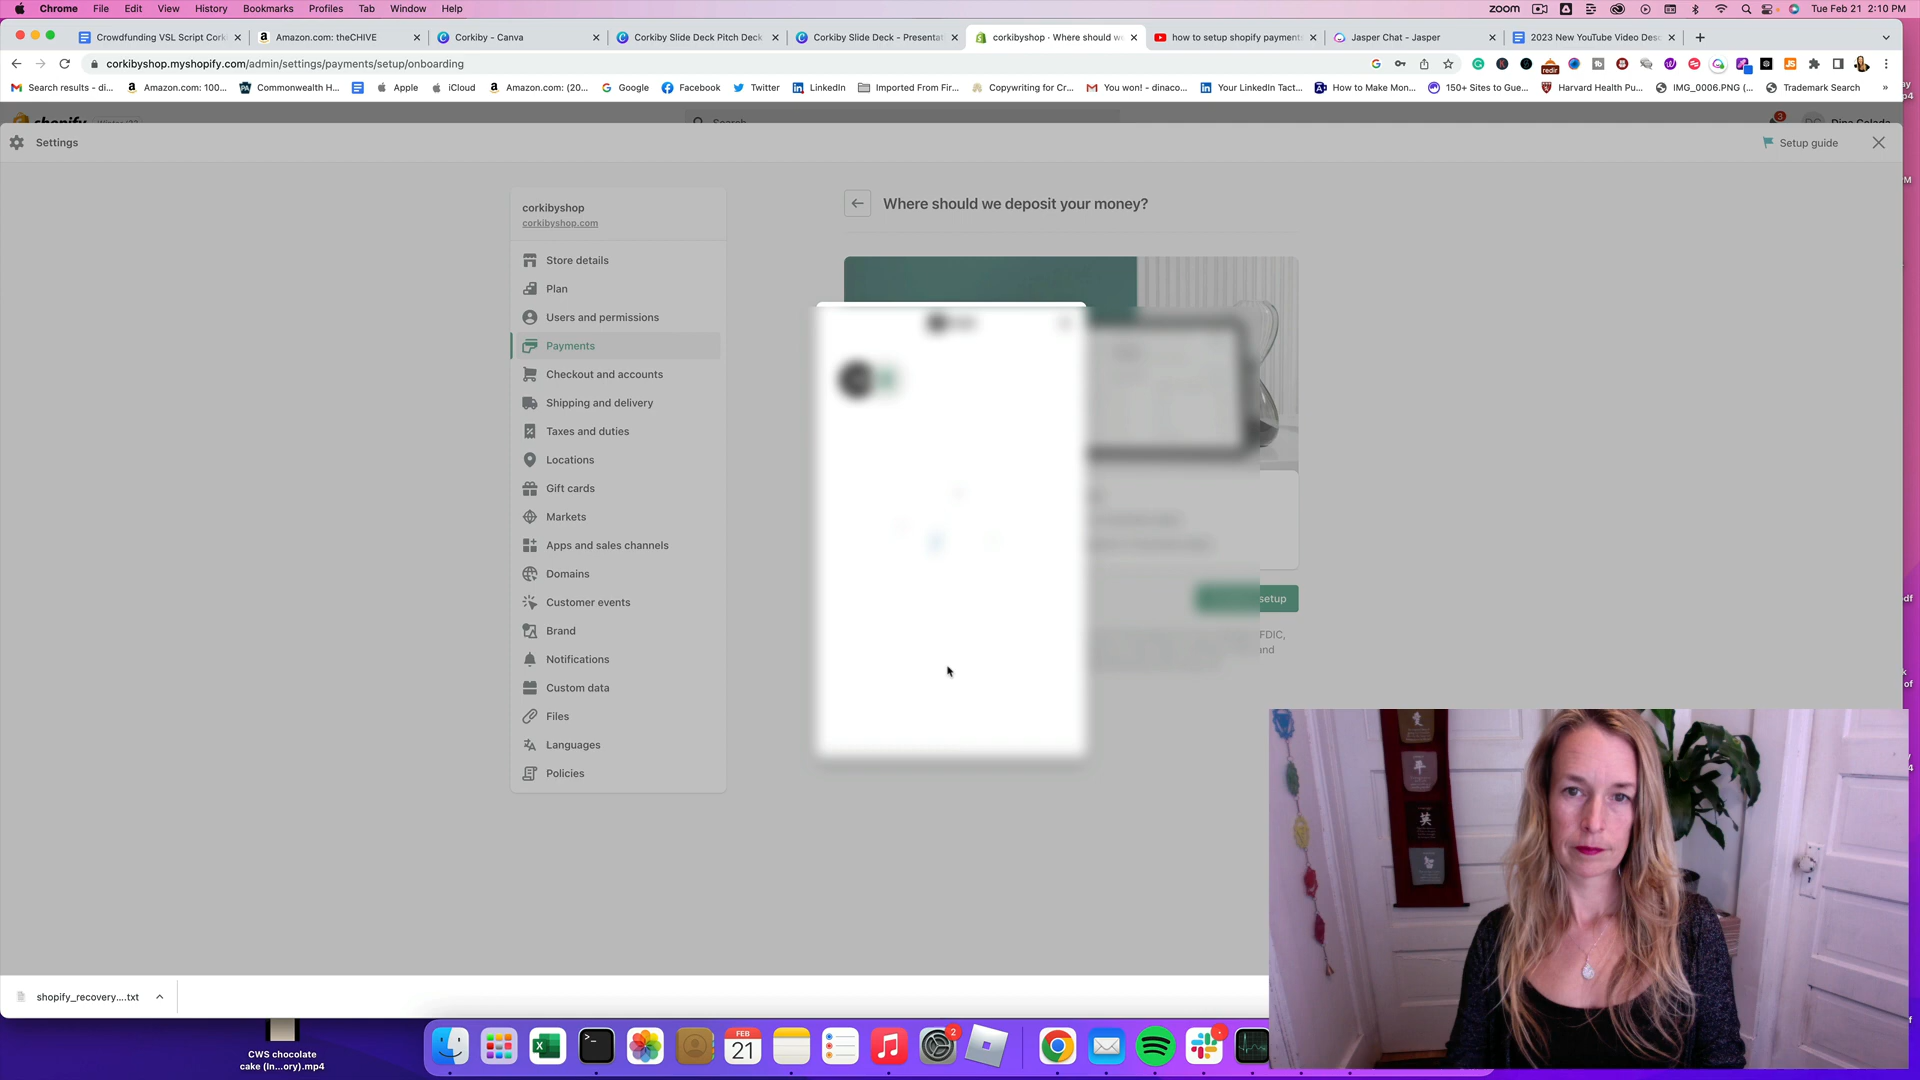 Chrome File Edit View History Bookmarks Profiles Tab Window Help
zoom Tue Feb 21 2:10 PM
Crowdfunding VSL Script Cork
Amazon.com: theCHIVE
Corkiby - Canva
Corkiby Slide Deck Pitch Deck
Corkiby Slide Deck - Presentat
corkibyshop · Where should we
how to setup shopify payment
Jasper Chat - Jasper
2023 New YouTube Video Desc
corkibyshop.myshopify.com/admin/settings/payments/setup/onboarding
Search results - di...
Amazon.com: 100...
Commonwealth H...
Apple
iCloud
Amazon.com: (20...
Google
Facebook
Twitter
LinkedIn
Imported From Fir...
Copywriting for Cr...
You won! - dinaco...
Your LinkedIn Tact...
How to Make Mon...
150+ Sites to Gue...
Harvard Health Pu...
IMG_0006.PNG (...
Trademark Search
shopify
Search
3
Settings
Setup guide
corkibyshop
corkibyshop.com
Where should we deposit your money?
Store details
Plan
Users and permissions
Payments
Checkout and accounts
Shipping and delivery
Taxes and duties
Locations
Gift cards
Markets
Apps and sales channels
Domains
Customer events
Brand
Notifications
Custom data
Files
Languages
Policies
setup
FDIC,
and
shopify_recovery....txt
FEB
21
2
CWS chocolate
cake (In...ory).mp4